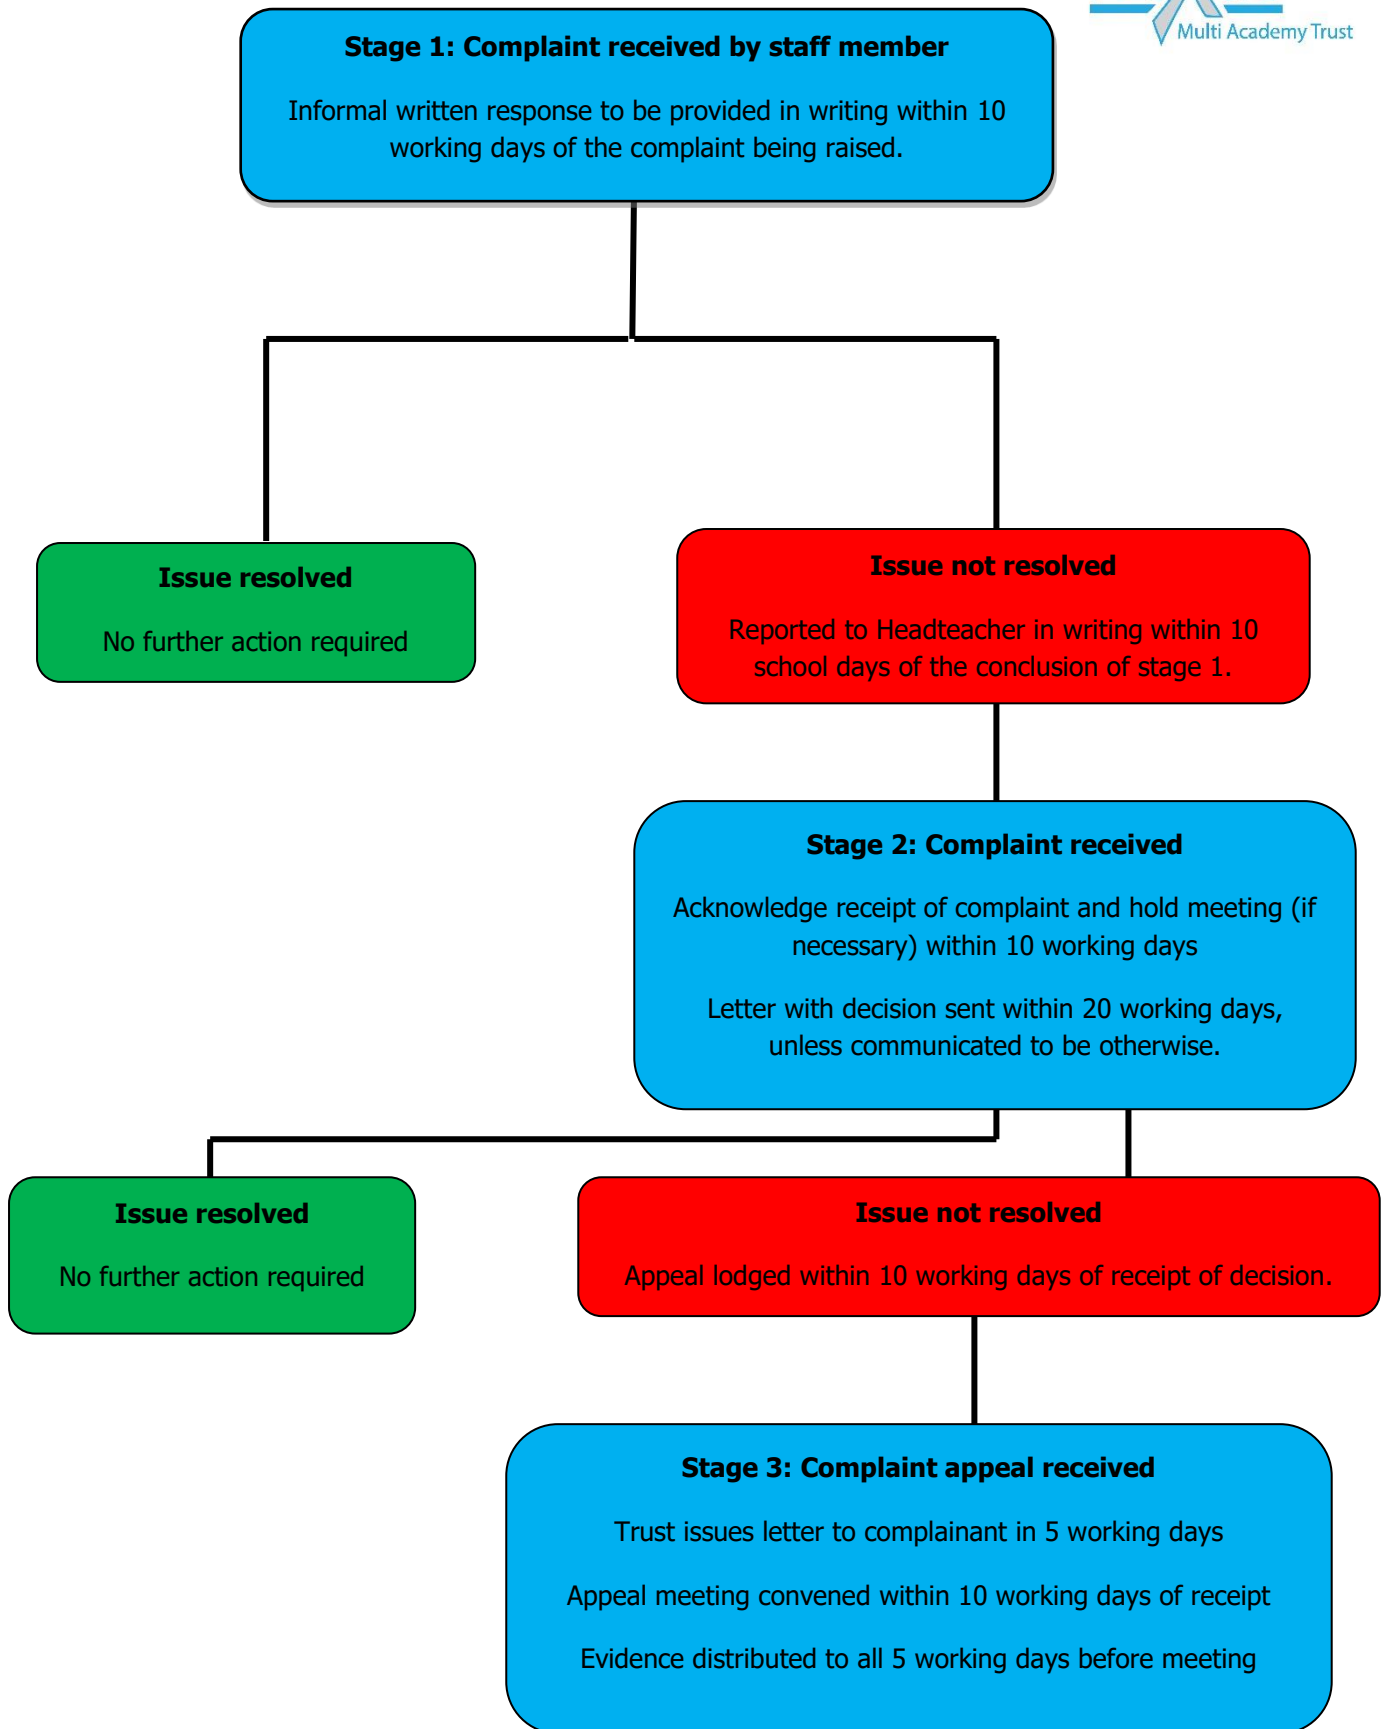 Multi Academy Trust
Stage 1: Complaint received by staff member
Informal written response to be provided in writing within 10
working days of the complaint being raised.
Issue resolved
No further action required
Issue not resolved
Reported to Headteacher in writing within 10
school days of the conclusion of stage 1.
Stage 2: Complaint received
Acknowledge receipt of complaint and hold meeting (if
necessary) within 10 working days
Letter with decision sent within 20 working days,
unless communicated to be otherwise.
Issue resolved
No further action required
Issue not resolved
Appeal lodged within 10 working days of receipt of decision.
Stage 3: Complaint appeal received
Trust issues letter to complainant in 5 working days
Appeal meeting convened within 10 working days of receipt
Evidence distributed to all 5 working days before meeting